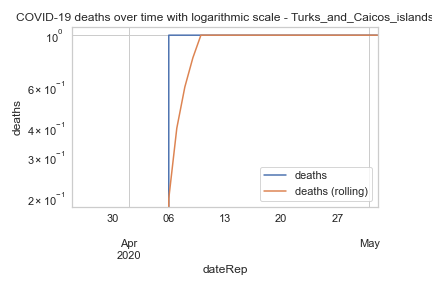 COVID-19 deaths over time with logarithmic scale - Turks_and_Caicos_islands
10⁰
6 × 10⁻¹
4 × 10⁻¹
3 × 10⁻¹
2 × 10⁻¹
deaths
deaths
deaths (rolling)
30 06 13 20 27
Apr May
2020
dateRep